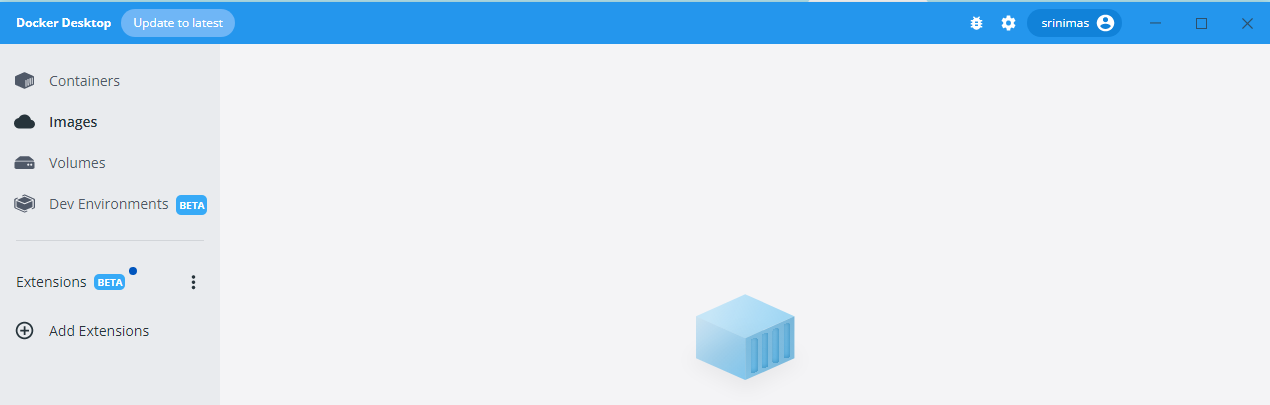 Docker Desktop Update to latest srinimas
Containers
Images
Volumes
Dev Environments BETA
Extensions BETA
Add Extensions